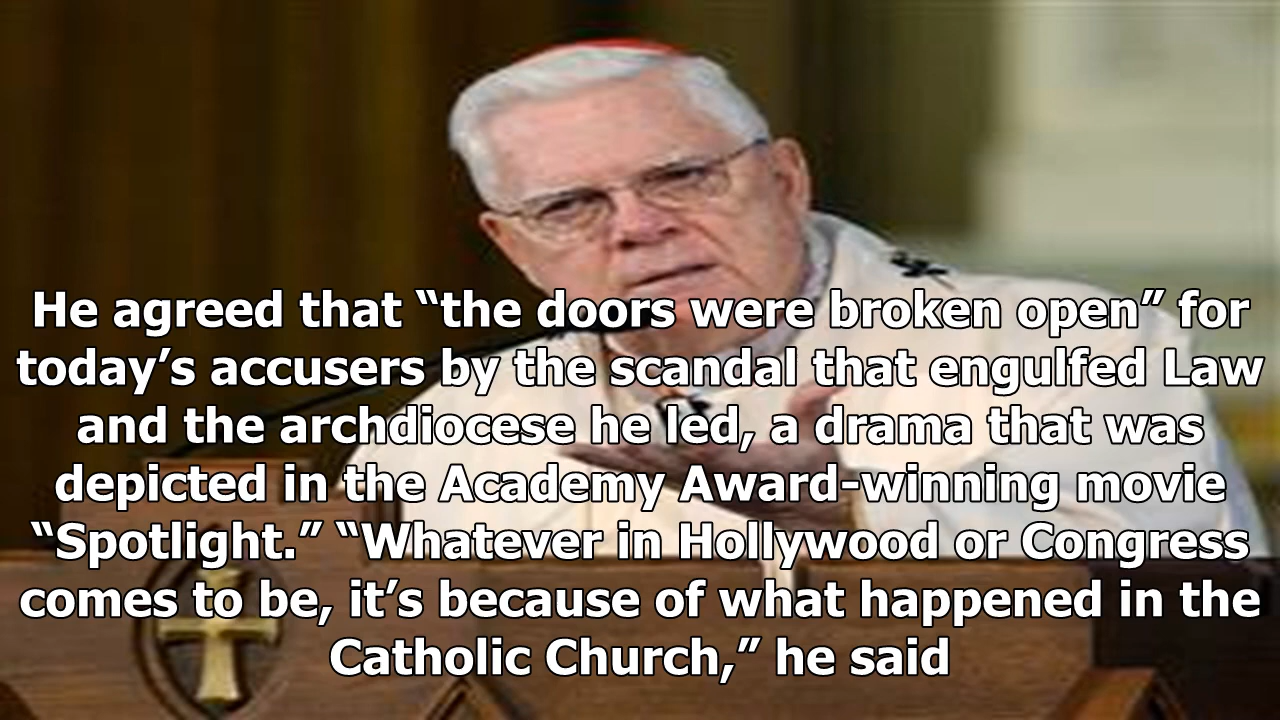 He agreed that “the doors were broken open” for
today’s accusers by the scandal that engulfed Law
and the archdiocese he led, a drama that was
depicted in the Academy Award-winning movie
“Spotlight.” “Whatever in Hollywood or Congress
comes to be, it’s because of what happened in the
Catholic Church,” he said